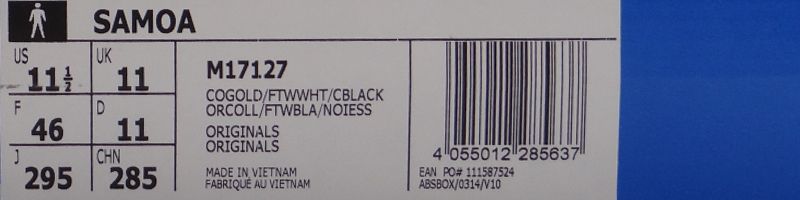 SAMOA
US 11 1/2 UK 11
F 46 D 11
J 295 CHN 285
M17127
COGOLD/FTWWHT/CBLACK
ORCOLL/FTWBLA/NOIESS
ORIGINALS
ORIGINALS
MADE IN VIETNAM
FABRIQUÉ AU VIETNAM
4 055012 285637
EAN PO# 111587524
ABSBOX/0314/V10